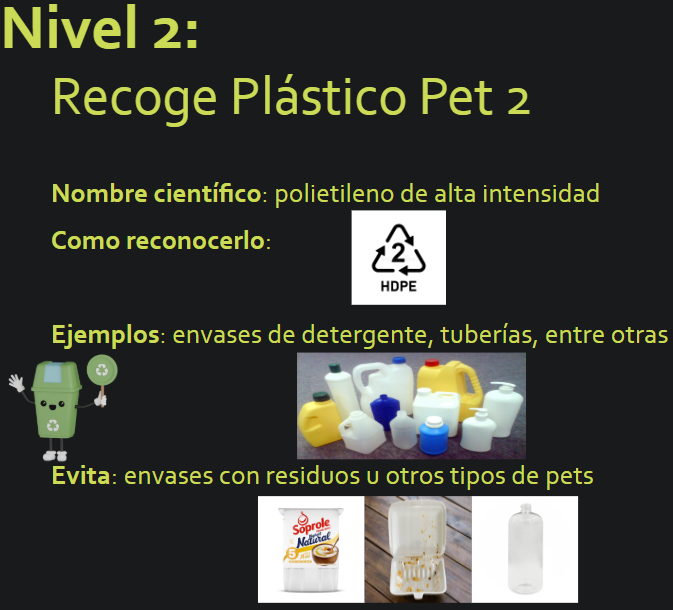 Nivel 2:
Recoge Plástico Pet 2
Nombre científico: polietileno de alta intensidad
Como reconocerlo:
2
HDPE
Ejemplos: envases de detergente, tuberías, entre otras
Evita: envases con residuos u otros tipos de pets
Soprole
Natural
5